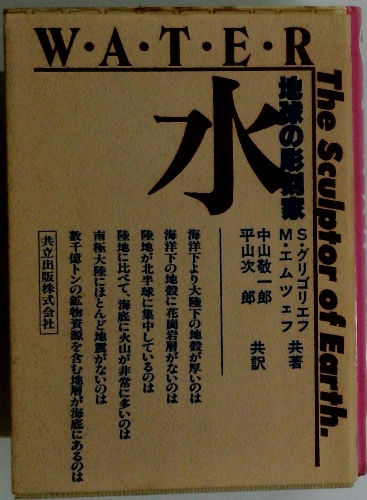 W・A・T・E・R
The Sculptor of Earth.
水
地球の彫刻家
S・グリゴリエフ
M・エムツェフ
共著
中山敬一郎
平山次郎
共訳
海洋下より大陸下の地殻が厚いのは
海洋下の地殻に花崗岩層がないのは
陸地が北半球に集中しているのは
陸地に比べて、海底に火山が非常に多いのは
南極大陸にほとんど地震がないのは
数千億トンの鉱物資源を含む地層が海底にあるのは
共立出版株式会社